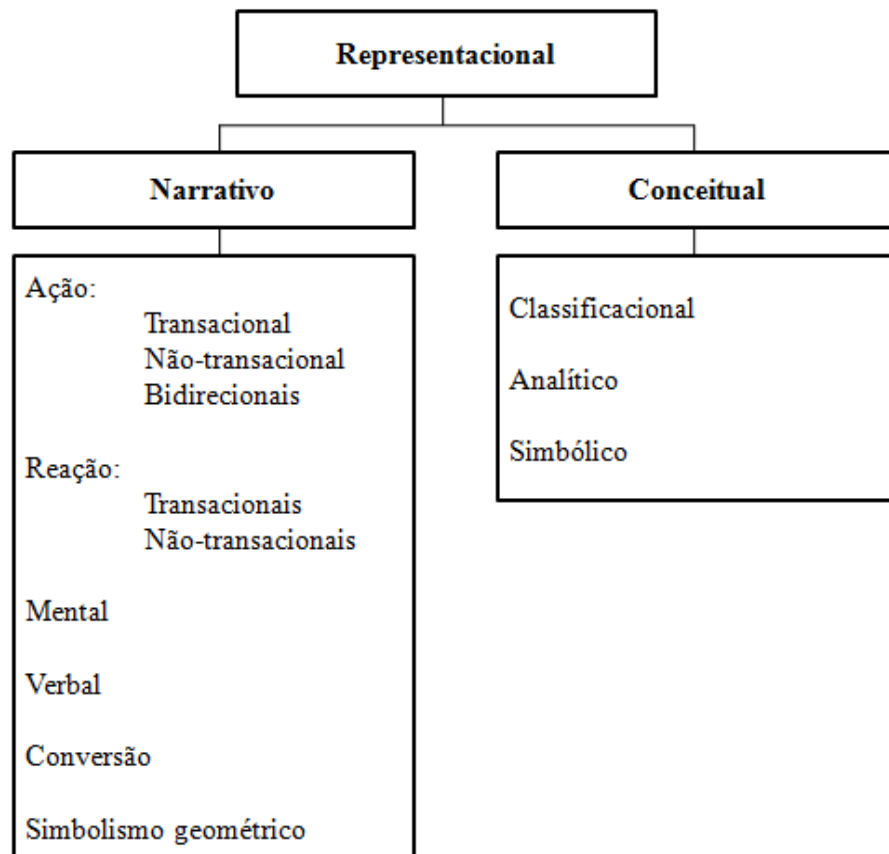 Representacional
Narrativo
Conceitual
Ação:
Transacional
Não-transacional
Bidirecionais
Reação:
Transacionais
Não-transacionais
Mental
Verbal
Conversão
Simbolismo geométrico
Classificacional
Analítico
Simbólico